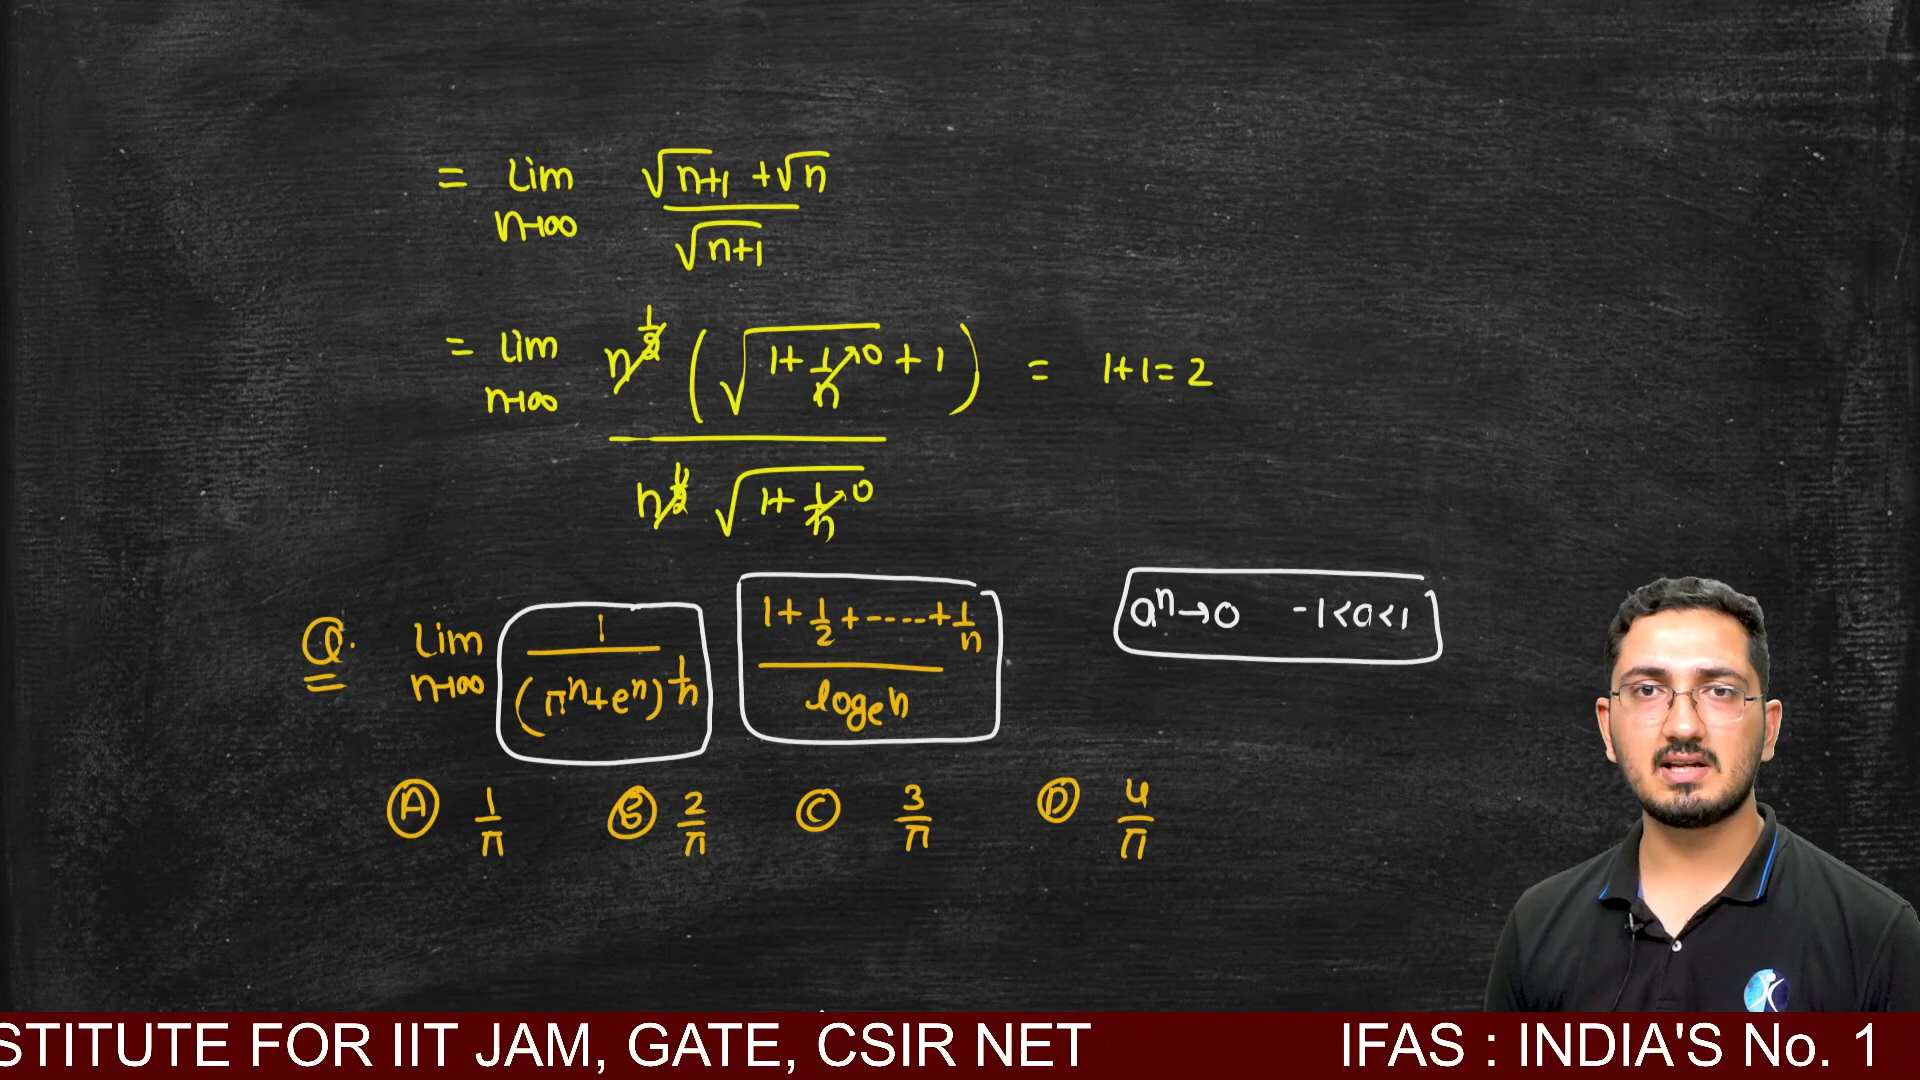 = lim n→∞ (√n+1 + √n) / √n+1
= lim n→∞ n^1/2 (√1+1/n→0 + 1) / n^1/2 √1+1/n→0 = 1+1=2
Q. lim n→∞ 1/(π^n+e^n)^1/n (1+1/2+-----+1/n)/log_e n a^n→0 -1<a<1
(A) 1/π (B) 2/π (C) 3/π (D) 4/π
STITUTE FOR IIT JAM, GATE, CSIR NET IFAS : INDIA'S No. 1